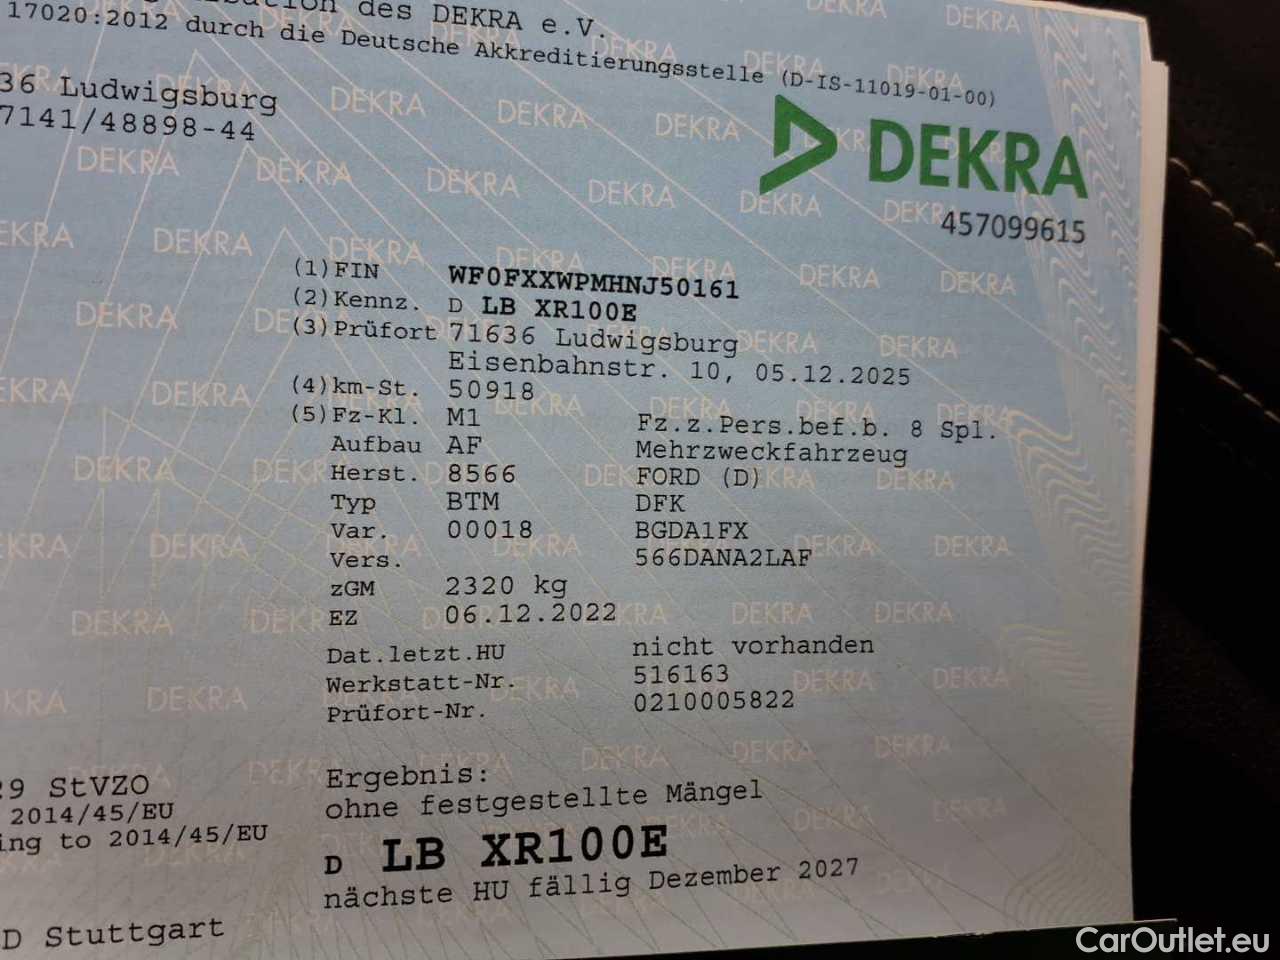 des DEKRA e.V.
17020:2012 durch die Deutsche Akkreditierungsstelle (D-IS-11019-01-00)
36 Ludwigsburg
7141/48898-44
DEKRA
457099615
(1) FIN WF0FXXWPMHNJ50161
(2) Kennz. D LB XR100E
(3) Prüfort 71636 Ludwigsburg
Eisenbahnstr. 10, 05.12.2025
(4) km-St. 50918
(5) Fz-Kl. M1 Fz.z.Pers.bef.b. 8 Spl.
Aufbau AF Mehrzweckfahrzeug
Herst. 8566 FORD (D)
Typ BTM DFK
Var. 00018 BGDA1FX
Vers. 566DANA2LAF
zGM 2320 kg
EZ 06.12.2022
Dat.letzt.HU nicht vorhanden
Werkstatt-Nr. 516163
Prüfort-Nr. 0210005822
29 StVZO
2014/45/EU
ing to 2014/45/EU
Ergebnis:
ohne festgestellte Mängel
D LB XR100E
nächste HU fällig Dezember 2027
D Stuttgart
CarOutlet.eu